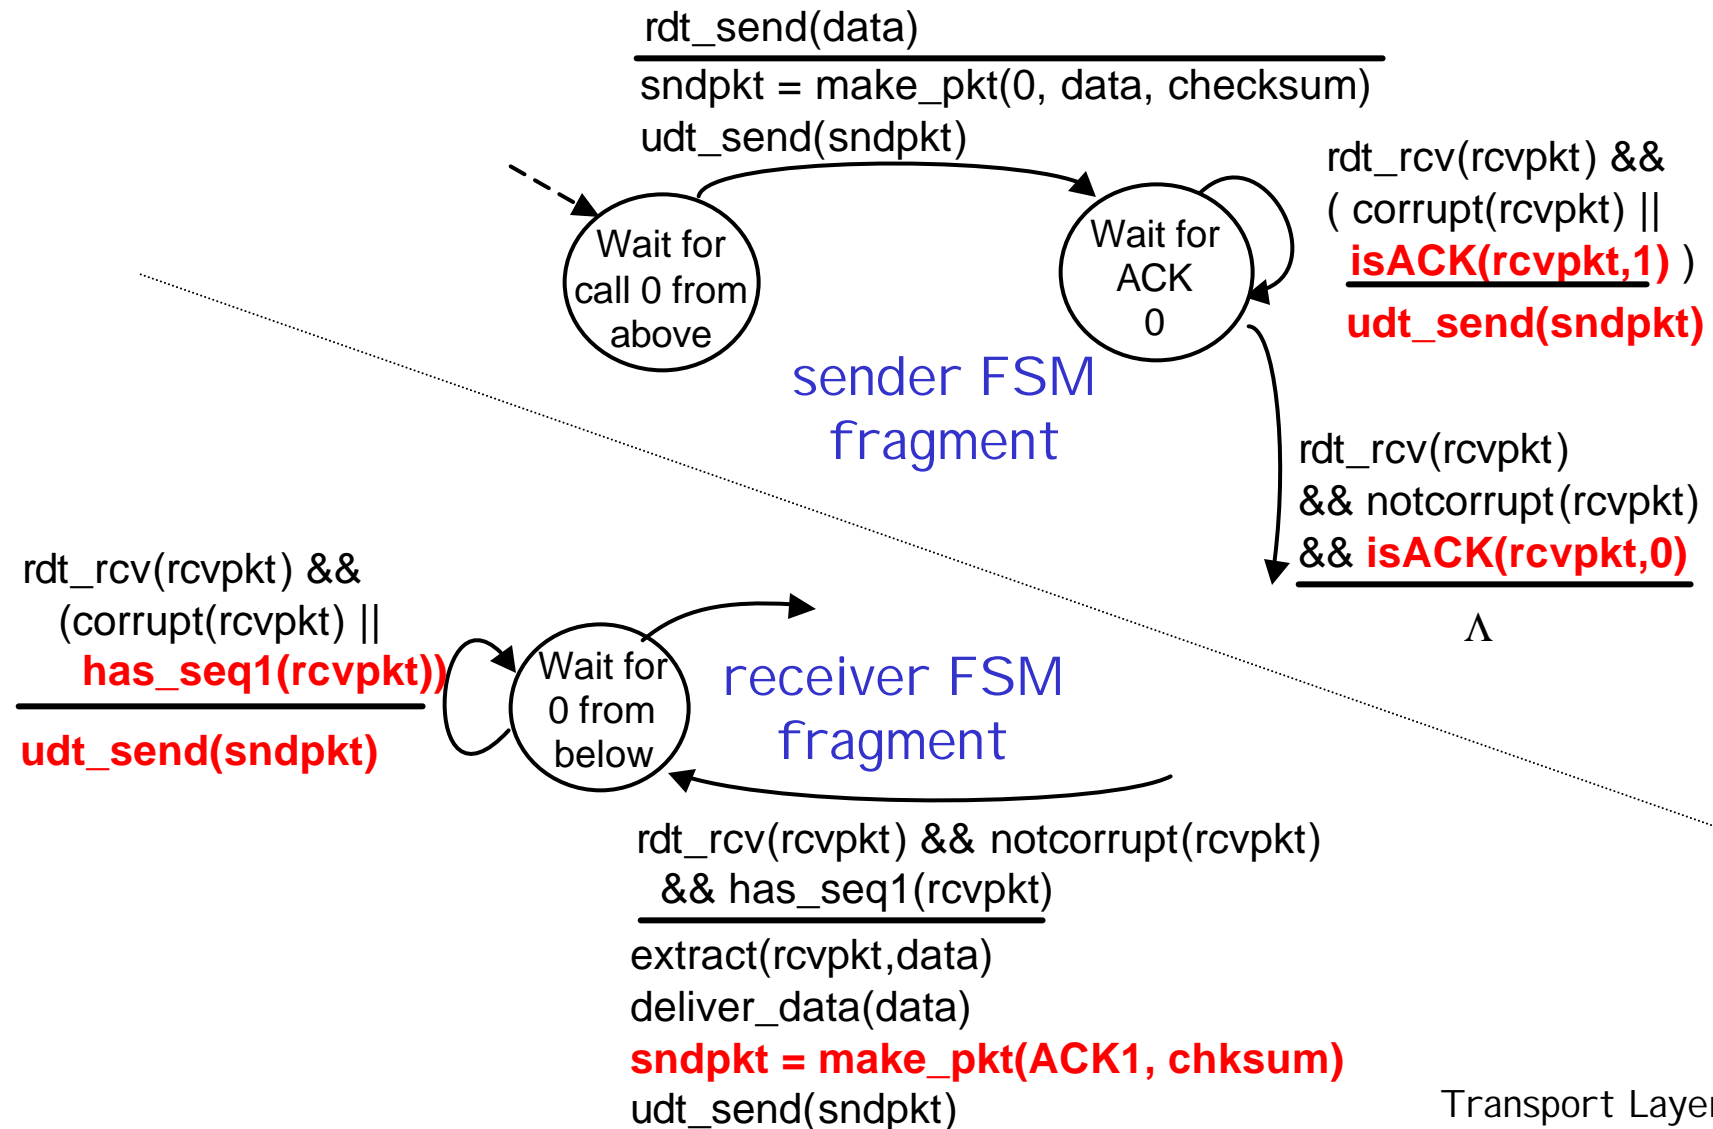 rdt_send(data)
sndpkt = make_pkt(0, data, checksum)
udt_send(sndpkt)
Wait for
call 0 from
above
Wait for
ACK
0
rdt_rcv(rcvpkt) &&
( corrupt(rcvpkt) ||
isACK(rcvpkt,1) )
udt_send(sndpkt)
sender FSM
fragment
rdt_rcv(rcvpkt)
&& notcorrupt(rcvpkt)
&& isACK(rcvpkt,0)
Λ
rdt_rcv(rcvpkt) &&
(corrupt(rcvpkt) ||
has_seq1(rcvpkt))
udt_send(sndpkt)
Wait for
0 from
below
receiver FSM
fragment
rdt_rcv(rcvpkt) && notcorrupt(rcvpkt)
&& has_seq1(rcvpkt)
extract(rcvpkt,data)
deliver_data(data)
sndpkt = make_pkt(ACK1, chksum)
udt_send(sndpkt)
Transport Layer